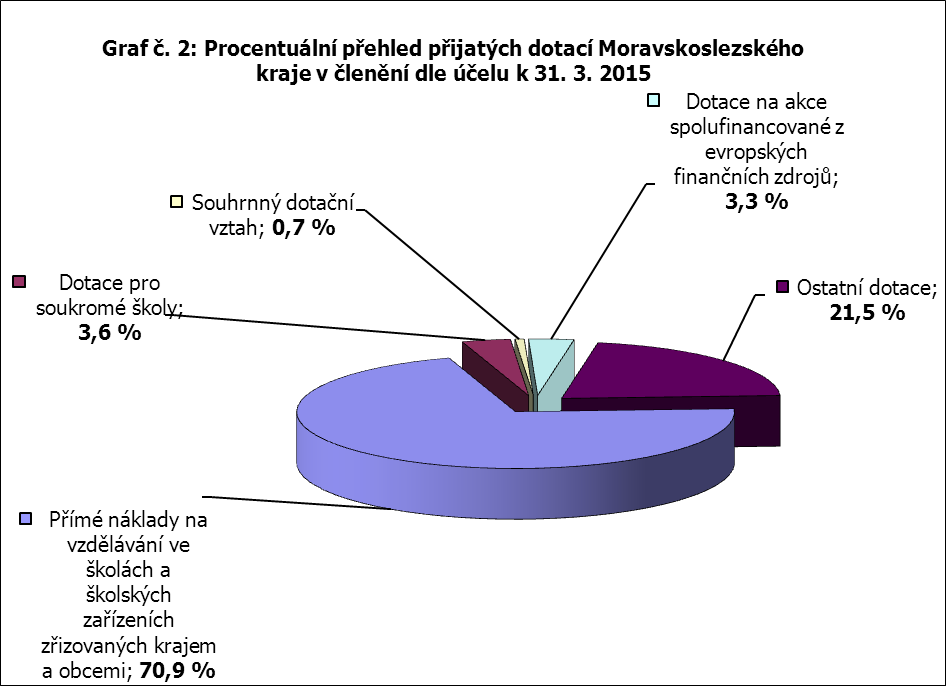 Graf č. 2: Procentuální přehled přijatých dotací Moravskoslezského
kraje v členění dle účelu k 31. 3. 2015
Dotace na akce
spolufinancované z
evropských
finančních zdrojů;
3,3 %
Souhrnný dotační
vztah; 0,7 %
Dotace pro
soukromé školy;
3,6 %
Ostatní dotace;
21,5 %
Přímé náklady na
vzdělávání ve
školách a
školských
zařízeních
zřizovaných krajem
a obcemi; 70,9 %